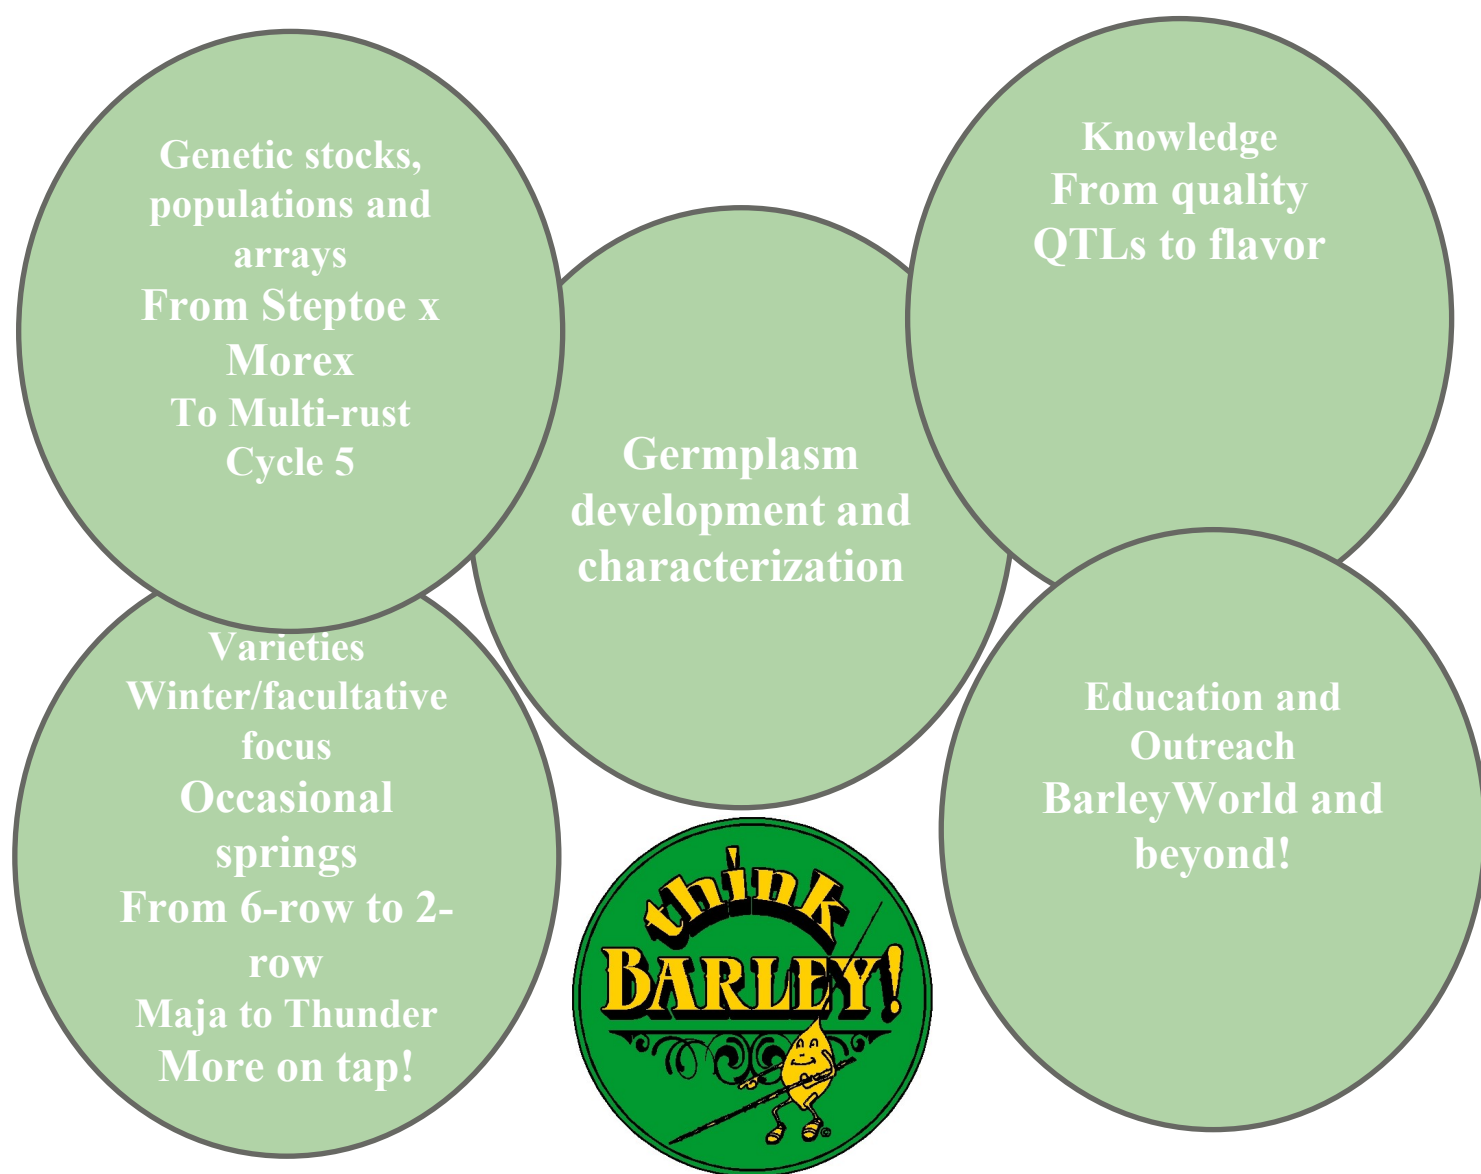 Genetic stocks,
populations and
arrays
From Steptoe x
Morex
To Multi-rust
Cycle 5
Knowledge
From quality
QTLs to flavor
Germplasm
development and
characterization
Varieties
Winter/facultative
focus
Occasional
springs
From 6-row to 2-
row
Maja to Thunder
More on tap!
Education and
Outreach
BarleyWorld and
beyond!
think
BARLEY!
©